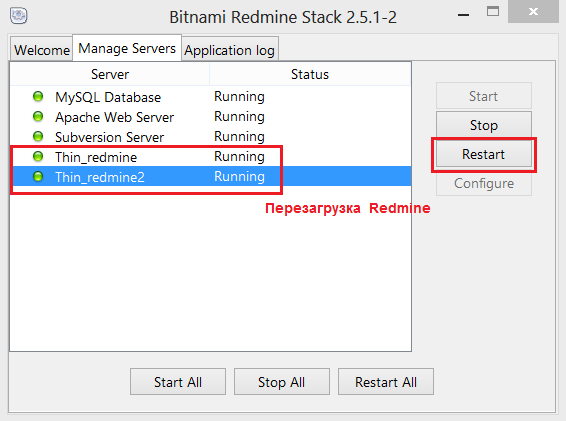 Bitnami Redmine Stack 2.5.1-2
Welcome Manage Servers Application log
Server Status
MySQL Database Running
Apache Web Server Running
Subversion Server Running
Thin_redmine Running
Thin_redmine2 Running
Start
Stop
Restart
Configure
Перезагрузка Redmine
Start All Stop All Restart All